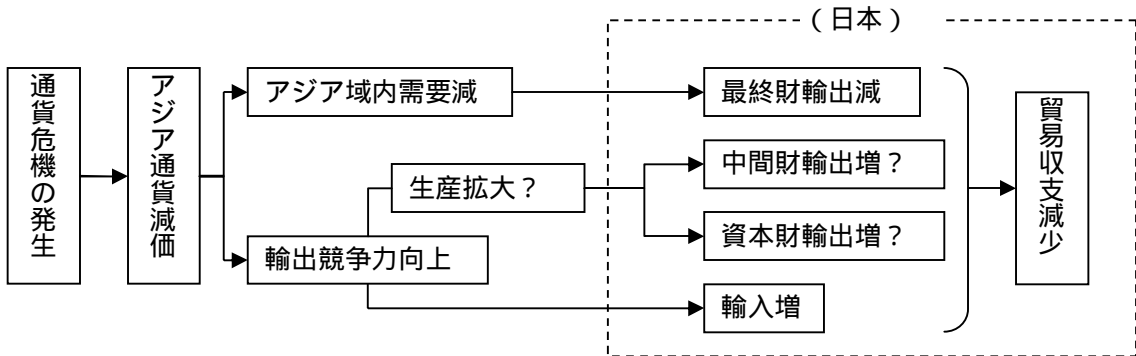 （日本）
通貨危機の発生
アジア通貨減価
アジア域内需要減
最終財輸出減
生産拡大？
中間財輸出増？
資本財輸出増？
輸出競争力向上
輸入増
貿易収支減少